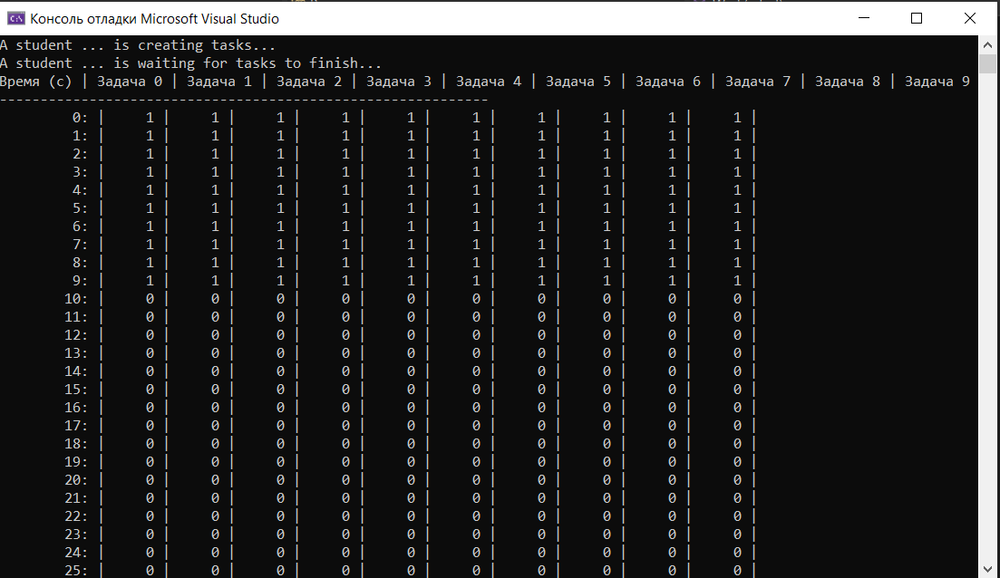 Консоль отладки Microsoft Visual Studio
A student ... is creating tasks...
A student ... is waiting for tasks to finish...
Время (с) | Задача 0 | Задача 1 | Задача 2 | Задача 3 | Задача 4 | Задача 5 | Задача 6 | Задача 7 | Задача 8 | Задача 9
------------------------------------------------------------
0: | 1 | 1 | 1 | 1 | 1 | 1 | 1 | 1 | 1 | 1 |
1: | 1 | 1 | 1 | 1 | 1 | 1 | 1 | 1 | 1 | 1 |
2: | 1 | 1 | 1 | 1 | 1 | 1 | 1 | 1 | 1 | 1 |
3: | 1 | 1 | 1 | 1 | 1 | 1 | 1 | 1 | 1 | 1 |
4: | 1 | 1 | 1 | 1 | 1 | 1 | 1 | 1 | 1 | 1 |
5: | 1 | 1 | 1 | 1 | 1 | 1 | 1 | 1 | 1 | 1 |
6: | 1 | 1 | 1 | 1 | 1 | 1 | 1 | 1 | 1 | 1 |
7: | 1 | 1 | 1 | 1 | 1 | 1 | 1 | 1 | 1 | 1 |
8: | 1 | 1 | 1 | 1 | 1 | 1 | 1 | 1 | 1 | 1 |
9: | 1 | 1 | 1 | 1 | 1 | 1 | 1 | 1 | 1 | 1 |
10: | 0 | 0 | 0 | 0 | 0 | 0 | 0 | 0 | 0 | 0 |
11: | 0 | 0 | 0 | 0 | 0 | 0 | 0 | 0 | 0 | 0 |
12: | 0 | 0 | 0 | 0 | 0 | 0 | 0 | 0 | 0 | 0 |
13: | 0 | 0 | 0 | 0 | 0 | 0 | 0 | 0 | 0 | 0 |
14: | 0 | 0 | 0 | 0 | 0 | 0 | 0 | 0 | 0 | 0 |
15: | 0 | 0 | 0 | 0 | 0 | 0 | 0 | 0 | 0 | 0 |
16: | 0 | 0 | 0 | 0 | 0 | 0 | 0 | 0 | 0 | 0 |
17: | 0 | 0 | 0 | 0 | 0 | 0 | 0 | 0 | 0 | 0 |
18: | 0 | 0 | 0 | 0 | 0 | 0 | 0 | 0 | 0 | 0 |
19: | 0 | 0 | 0 | 0 | 0 | 0 | 0 | 0 | 0 | 0 |
20: | 0 | 0 | 0 | 0 | 0 | 0 | 0 | 0 | 0 | 0 |
21: | 0 | 0 | 0 | 0 | 0 | 0 | 0 | 0 | 0 | 0 |
22: | 0 | 0 | 0 | 0 | 0 | 0 | 0 | 0 | 0 | 0 |
23: | 0 | 0 | 0 | 0 | 0 | 0 | 0 | 0 | 0 | 0 |
24: | 0 | 0 | 0 | 0 | 0 | 0 | 0 | 0 | 0 | 0 |
25: | 0 | 0 | 0 | 0 | 0 | 0 | 0 | 0 | 0 | 0 |